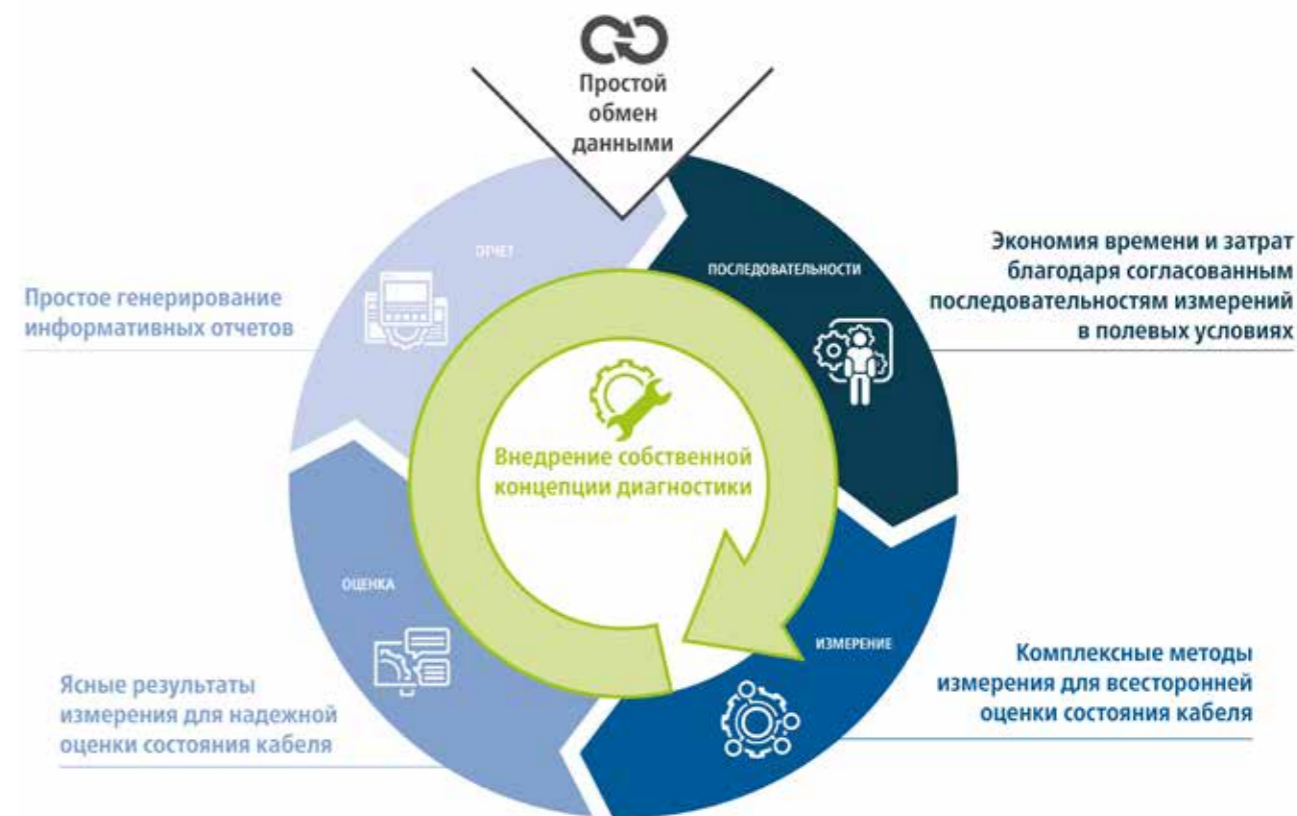 Простой
обмен
данными
ОТЧЕТ
ПОСЛЕДОВАТЕЛЬНОСТИ
Экономия времени и затрат
благодаря согласованным
последовательностям измерений
в полевых условиях
Простое генерирование
информативных отчетов
Внедрение собственной
концепции диагностики
ОЦЕНКА
ИЗМЕРЕНИЕ
Комплексные методы
измерения для всесторонней
оценки состояния кабеля
Ясные результаты
измерения для надежной
оценки состояния кабеля